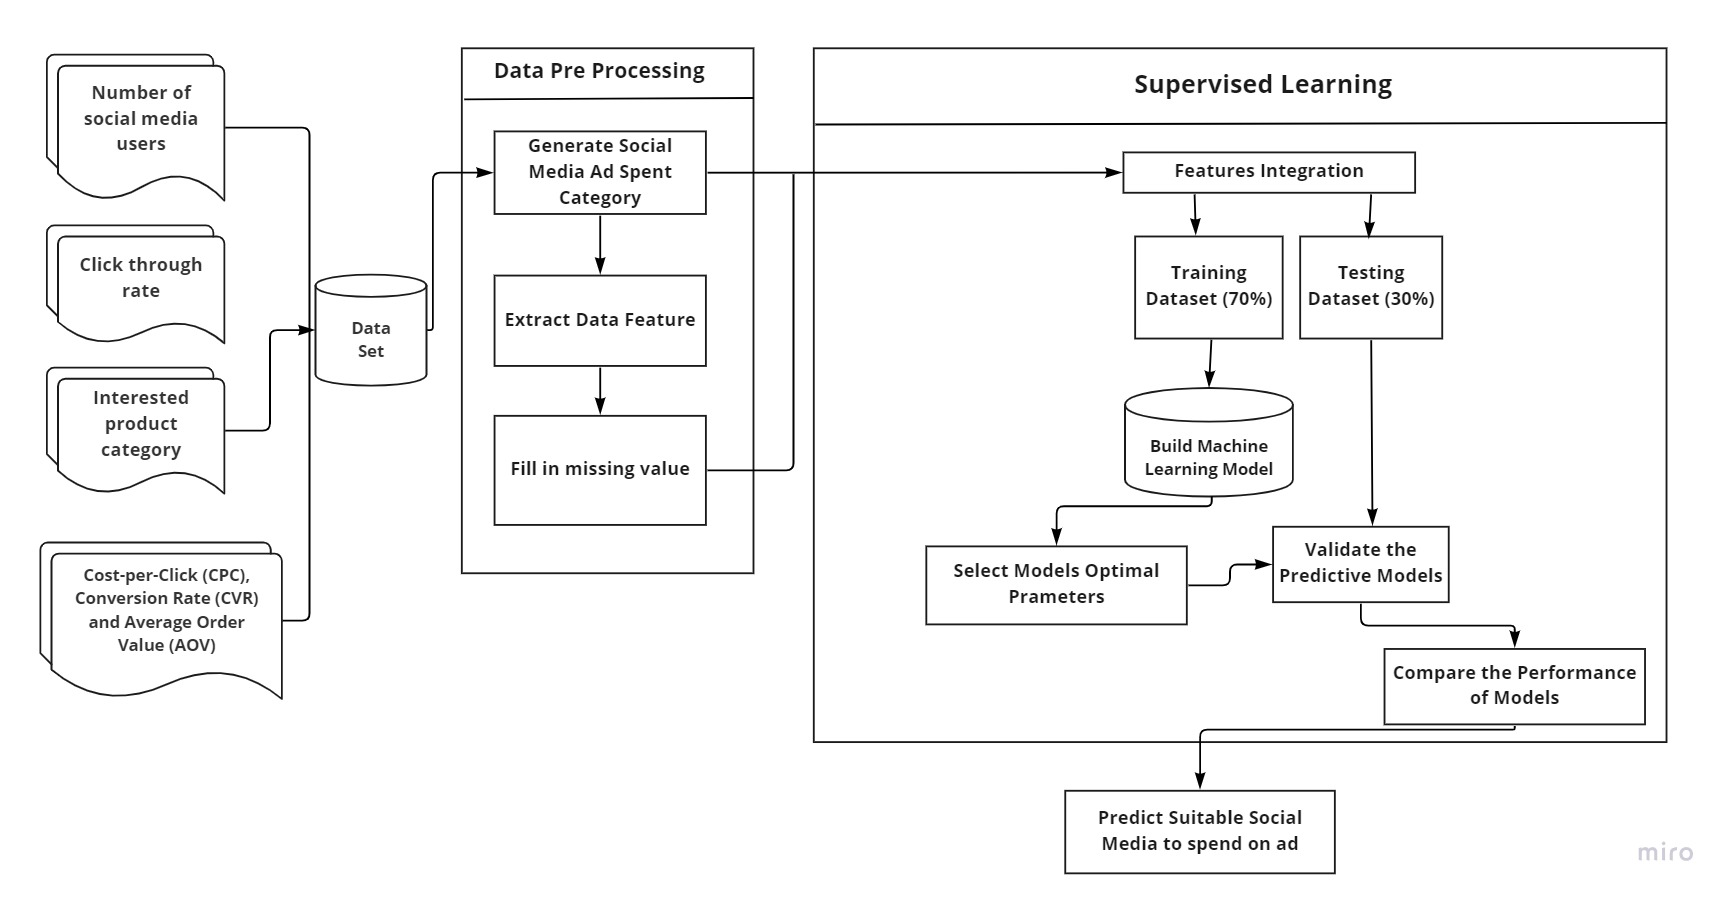 Number of
social media
users
Click through
rate
Interested
product
category
Cost-per-Click (CPC),
Conversion Rate (CVR)
and Average Order
Value (AOV)
Data
Set
Data Pre Processing
Generate Social
Media Ad Spent
Category
Extract Data Feature
Fill in missing value
Supervised Learning
Features Integration
Training
Dataset (70%)
Testing
Dataset (30%)
Build Machine
Learning Model
Select Models Optimal
Prameters
Validate the
Predictive Models
Compare the Performance
of Models
Predict Suitable Social
Media to spend on ad
miro